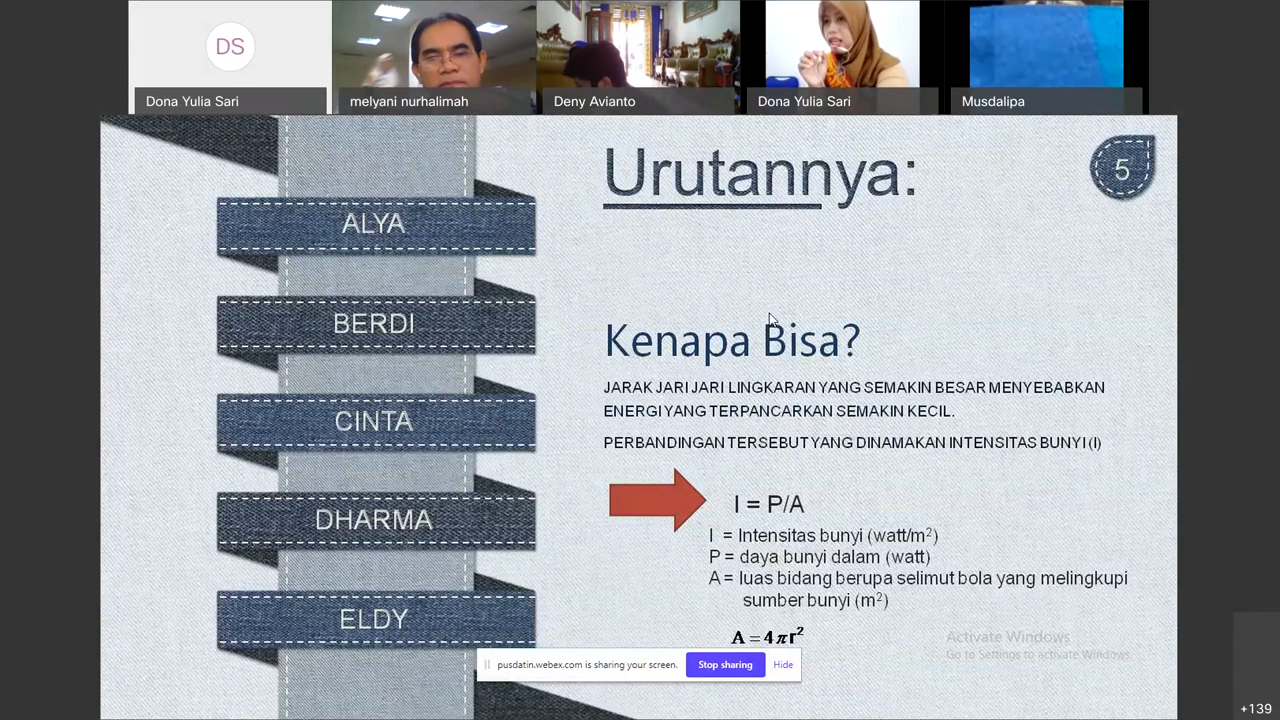 DS
Dona Yulia Sari
melyani nurhalimah
Deny Avianto
Dona Yulia Sari
Musdalipa
Urutannya:
5
ALYA
BERDI
CINTA
DHARMA
ELDY
Kenapa Bisa?
JARAK JARI JARI LINGKARAN YANG SEMAKIN BESAR MENYEBABKAN
ENERGI YANG TERPANCARKAN SEMAKIN KECIL.
PERBANDINGAN TERSEBUT YANG DINAMAKAN INTENSITAS BUNYI (I)
I = P/A
I = Intensitas bunyi (watt/m²)
P = daya bunyi dalam (watt)
A = luas bidang berupa selimut bola yang melingkupi
sumber bunyi (m²)
A = 4πr²
Activate Windows
Go to Settings to activate Windows.
pusdatin.webex.com is sharing your screen.
Stop sharing
Hide
+139